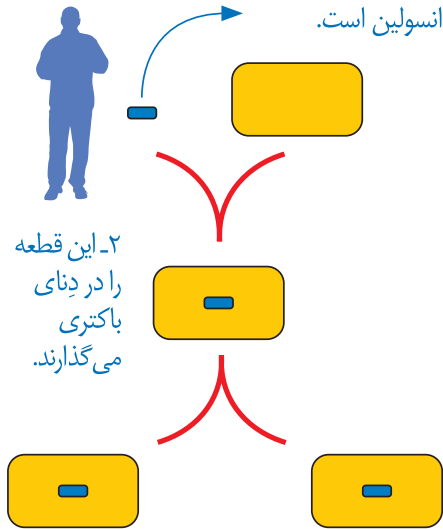 انسولین است.
۲ـ این قطعه
را در دِنای
باکتری
می‌گذارند.